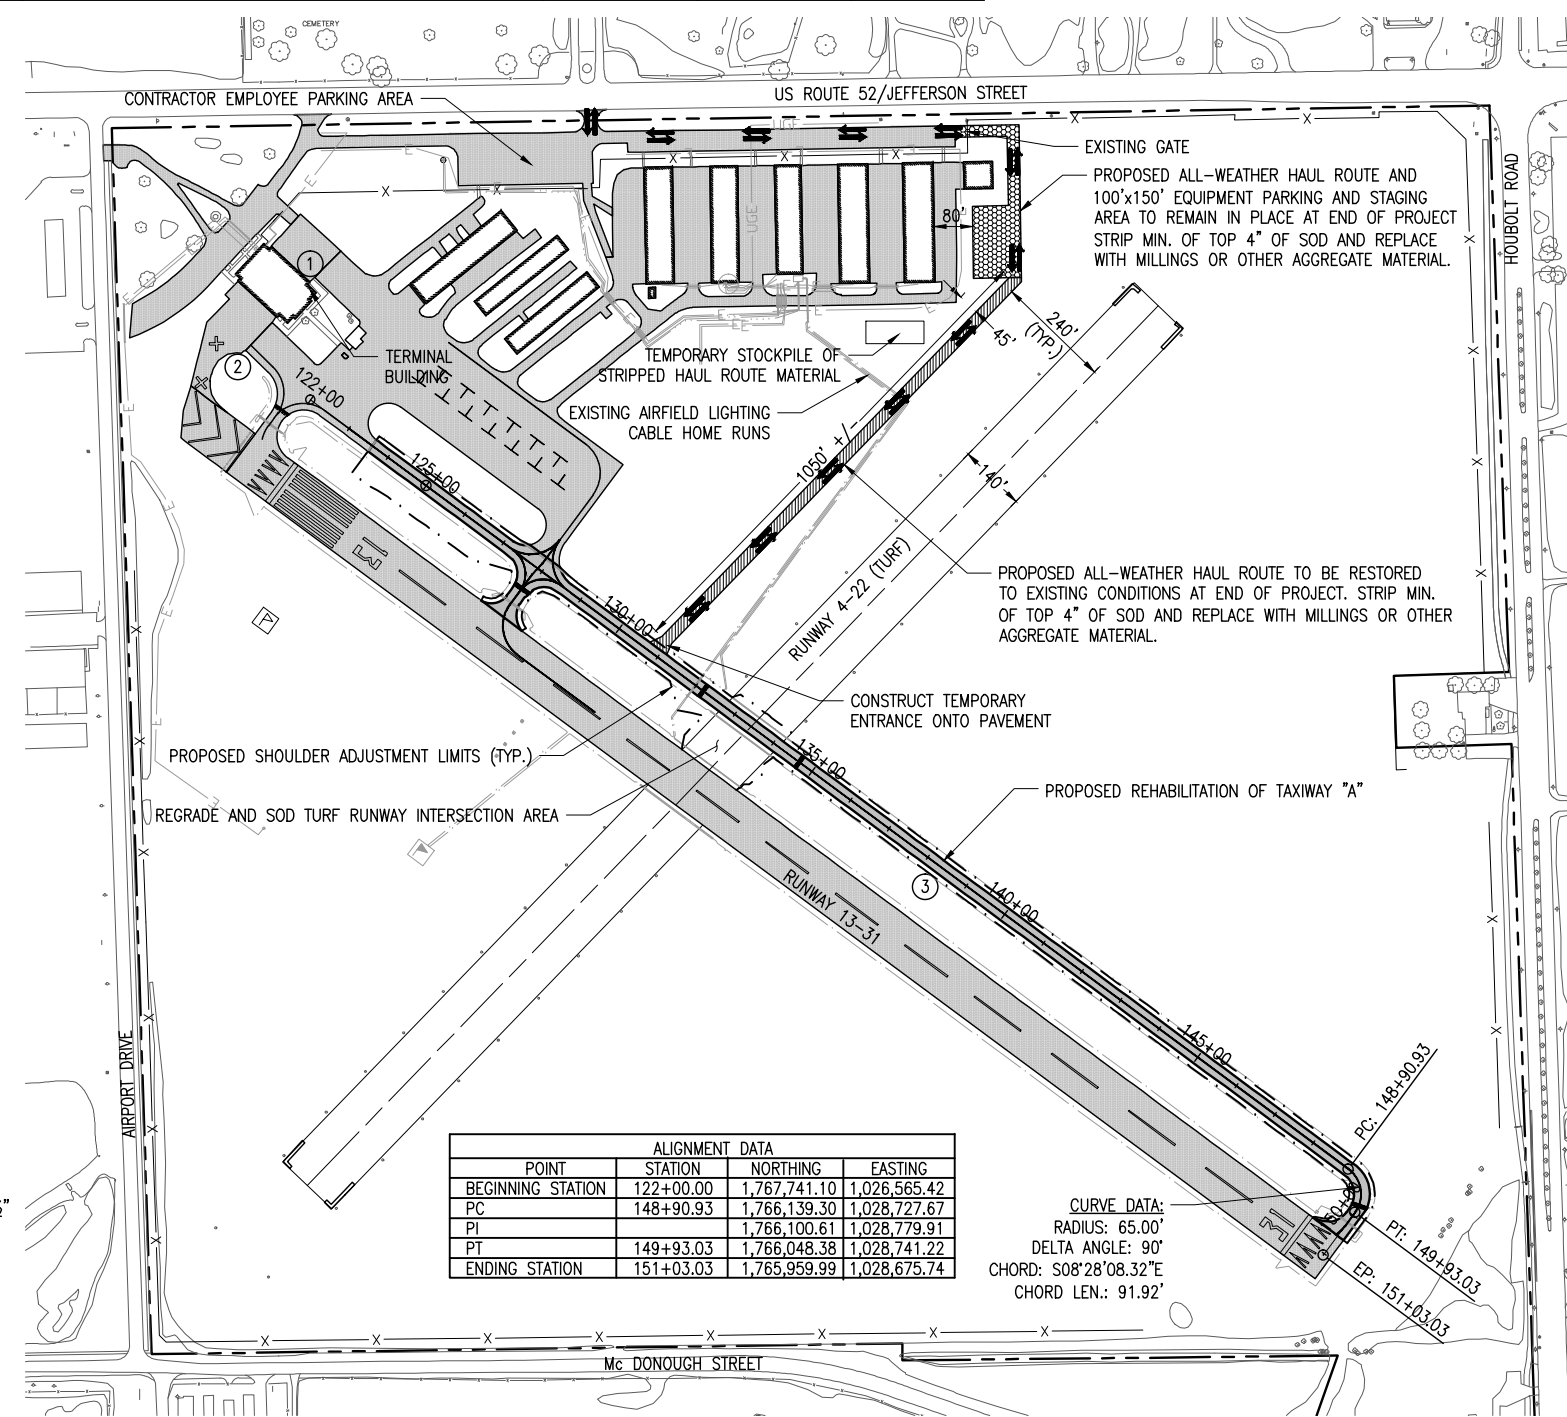 CEMETERY
US ROUTE 52/JEFFERSON STREET
CONTRACTOR EMPLOYEE PARKING AREA
UGE
EXISTING GATE
PROPOSED ALL-WEATHER HAUL ROUTE AND
100'x150' EQUIPMENT PARKING AND STAGING
AREA TO REMAIN IN PLACE AT END OF PROJECT
STRIP MIN. OF TOP 4" OF SOD AND REPLACE
WITH MILLINGS OR OTHER AGGREGATE MATERIAL.
HOUBOLT ROAD
80'
UGE
1
2
TERMINAL
BUILDING
TEMPORARY STOCKPILE OF
STRIPPED HAUL ROUTE MATERIAL
240'
(TYP.)
45'
122+00
EXISTING AIRFIELD LIGHTING
CABLE HOME RUNS
1050' +/-
140'
125+00
13
RUNWAY 4-22 (TURF)
PROPOSED ALL-WEATHER HAUL ROUTE TO BE RESTORED
TO EXISTING CONDITIONS AT END OF PROJECT. STRIP MIN.
OF TOP 4" OF SOD AND REPLACE WITH MILLINGS OR OTHER
AGGREGATE MATERIAL.
130+00
CONSTRUCT TEMPORARY
ENTRANCE ONTO PAVEMENT
PROPOSED SHOULDER ADJUSTMENT LIMITS (TYP.)
135+00
PROPOSED REHABILITATION OF TAXIWAY "A"
REGRADE AND SOD TURF RUNWAY INTERSECTION AREA
3
RUNWAY 13-31
140+00
145+00
AIRPORT DRIVE
PC: 148+90.93
ALIGNMENT DATA
POINT STATION NORTHING EASTING
BEGINNING STATION 122+00.00 1,767,741.10 1,026,565.42
PC 148+90.93 1,766,139.30 1,028,727.67
PI 1,766,100.61 1,028,779.91
PT 149+93.03 1,766,048.38 1,028,741.22
ENDING STATION 151+03.03 1,765,959.99 1,028,675.74
CURVE DATA:
RADIUS: 65.00'
DELTA ANGLE: 90°
CHORD: S08°28'08.32"E
CHORD LEN.: 91.92'
31
PT: 149+93.03
EP: 151+03.03
Mc DONOUGH STREET